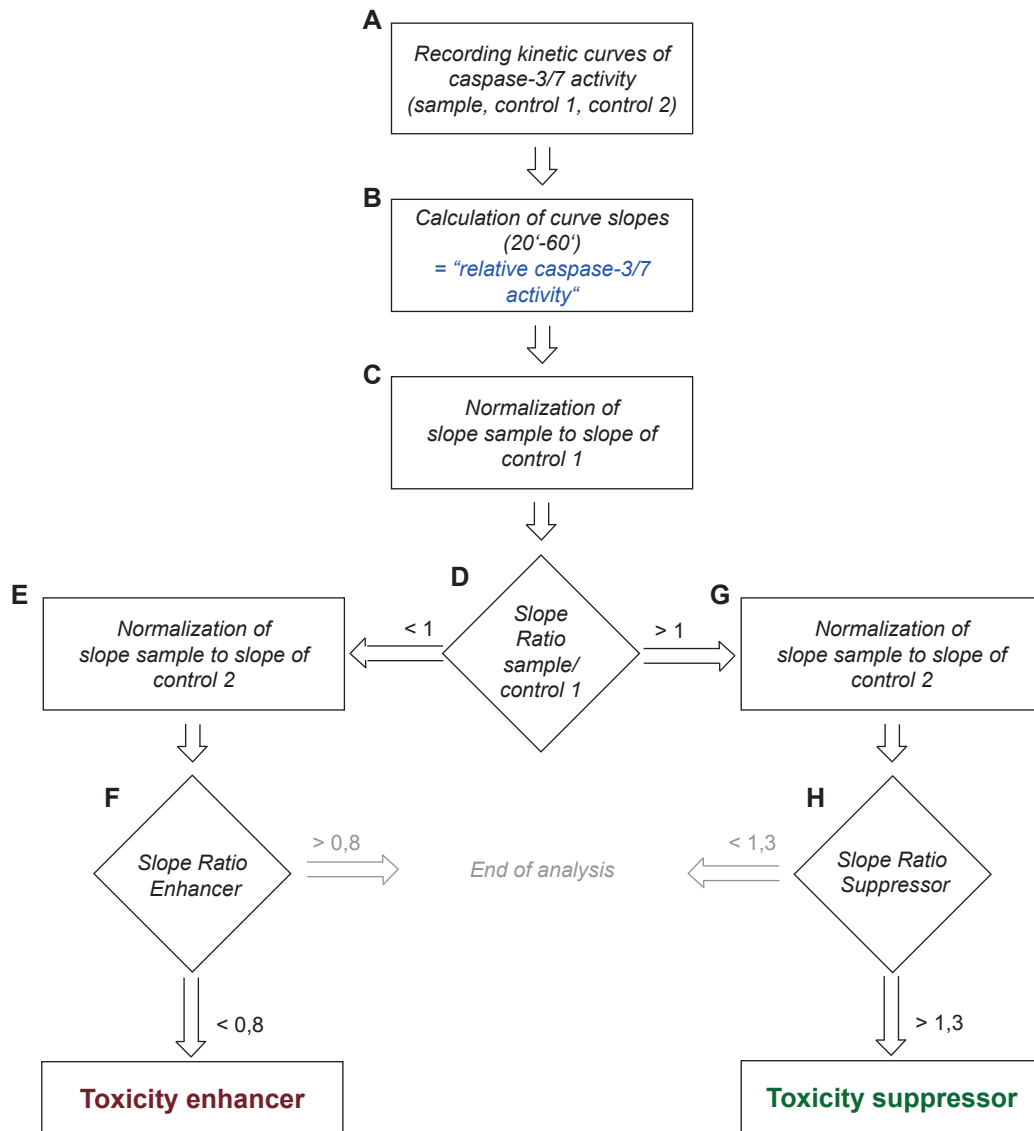 A
Recording kinetic curves of
caspase-3/7 activity
(sample, control 1, control 2)
B
Calculation of curve slopes
(20‘-60‘)
= “relative caspase-3/7
activity“
C
Normalization of
slope sample to slope of
control 1
D
Slope
Ratio
sample/
control 1
< 1
> 1
E
Normalization of
slope sample to slope of
control 2
G
Normalization of
slope sample to slope of
control 2
F
Slope Ratio
Enhancer
> 0,8
End of analysis
< 1,3
H
Slope Ratio
Suppressor
< 0,8
> 1,3
Toxicity enhancer
Toxicity suppressor